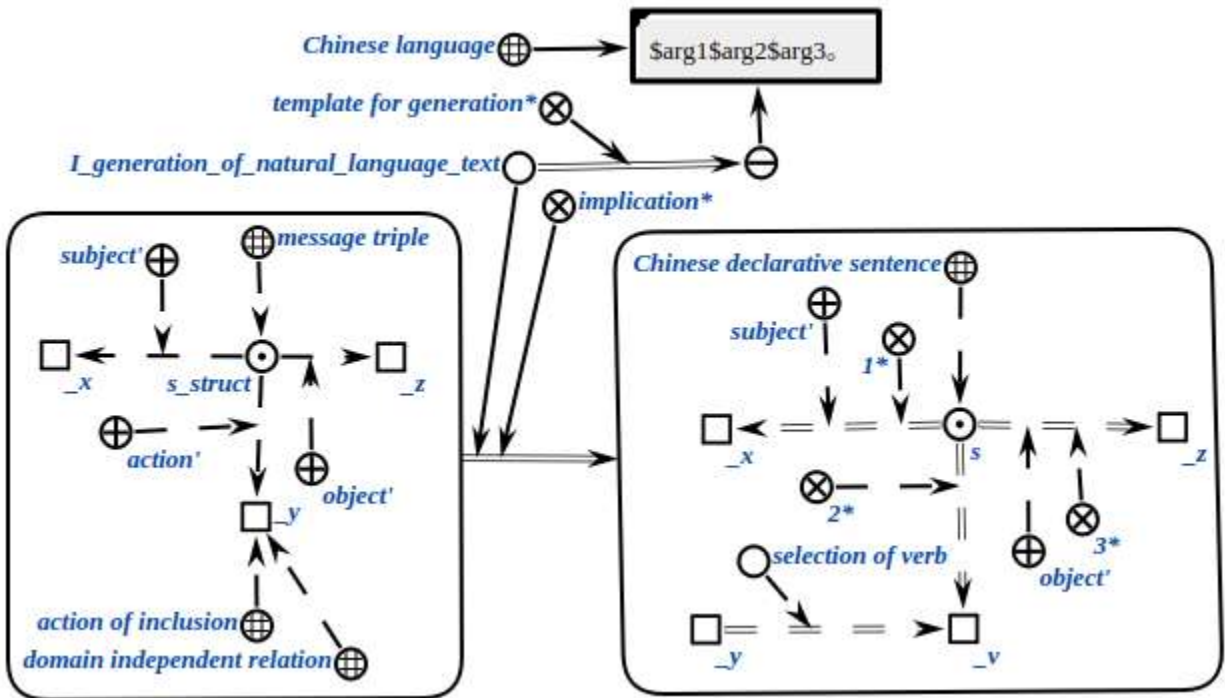 Chinese language
$arg1$arg2$arg3。
template for generation*
I_generation_of_natural_language_text
implication*
subject'
message triple
_x
s_struct
_z
action'
object'
_y
action of inclusion
domain independent relation
Chinese declarative sentence
subject'
1*
_x
s
_z
2*
3*
selection of verb
object'
_y
_v